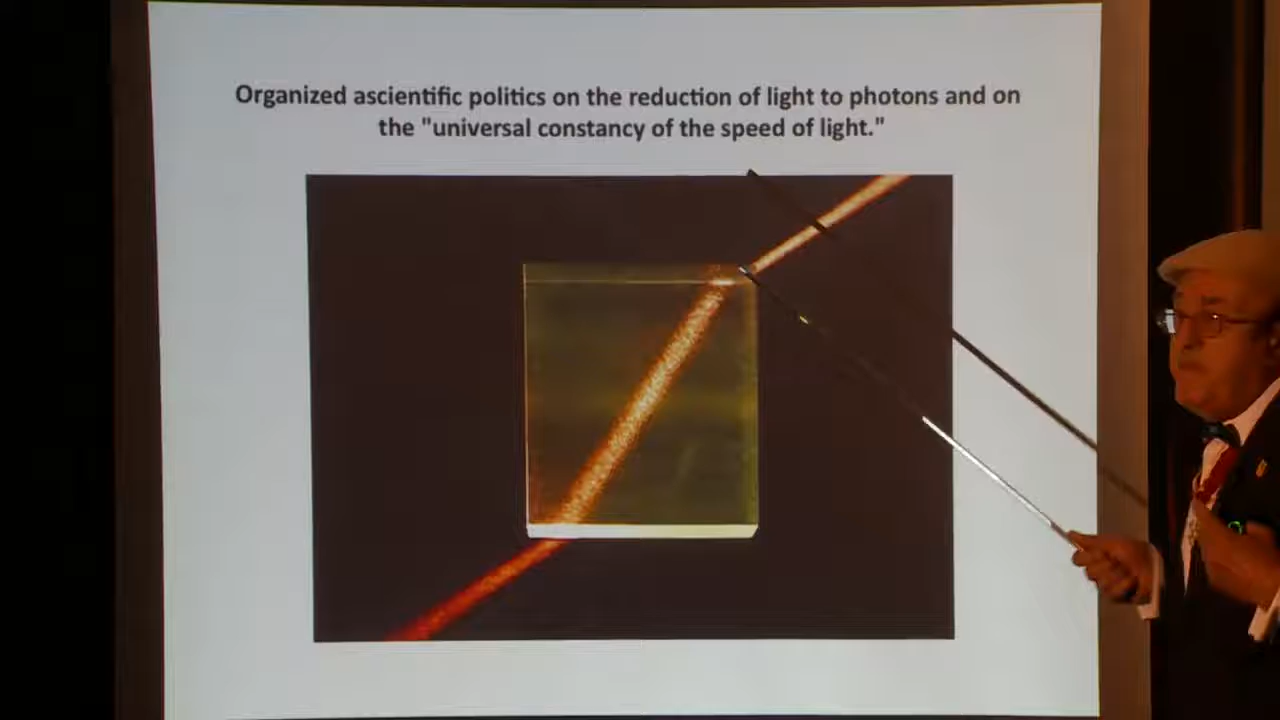 Organized ascientific politics on the reduction of light to photons and on
the "universal constancy of the speed of light."